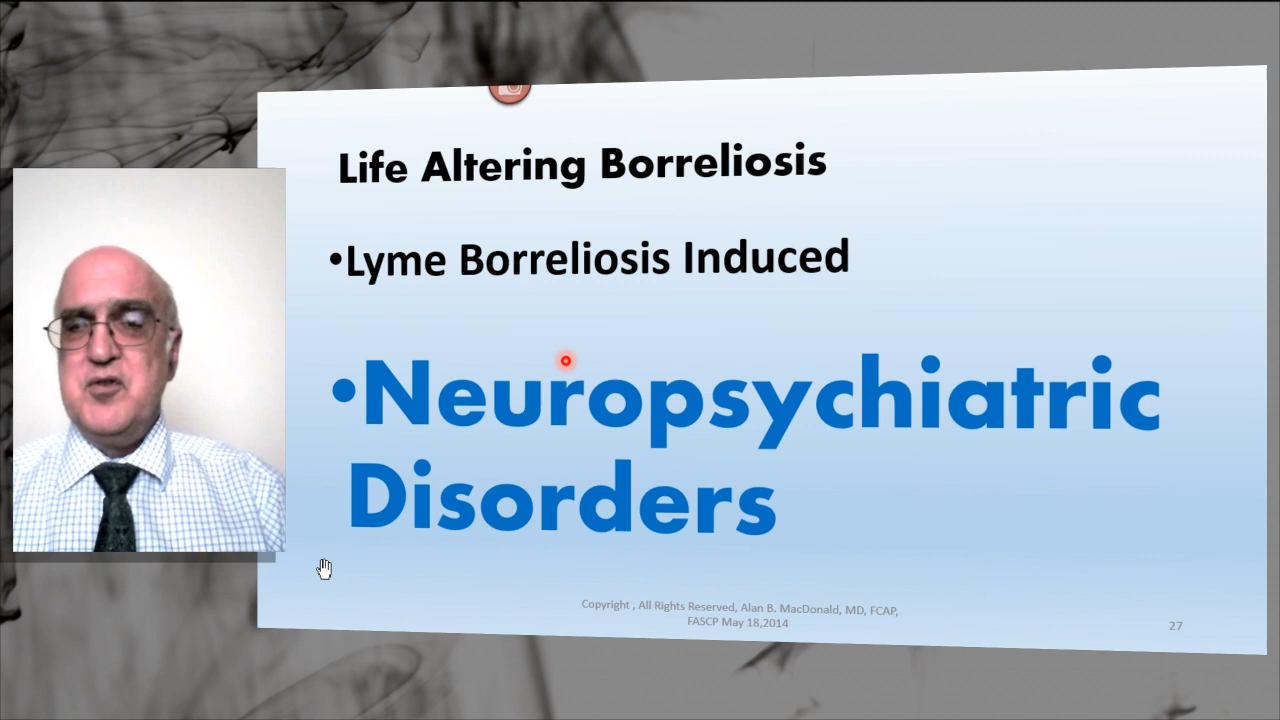 Life Altering Borreliosis
•Lyme Borreliosis Induced
•Neuropsychiatric
Disorders
Copyright , All Rights Reserved, Alan B. MacDonald, MD, FCAP,
FASCP May 18,2014
27